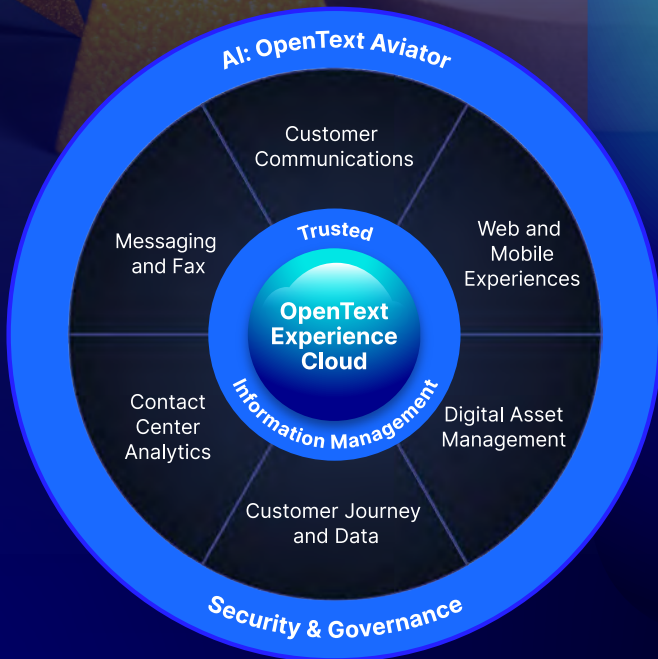 AI: OpenText Aviator
Customer
Communications
Web and
Mobile
Experiences
Digital Asset
Management
Customer Journey
and Data
Contact
Center
Analytics
Messaging
and Fax
Trusted
OpenText
Experience
Cloud
Information Management
Security & Governance